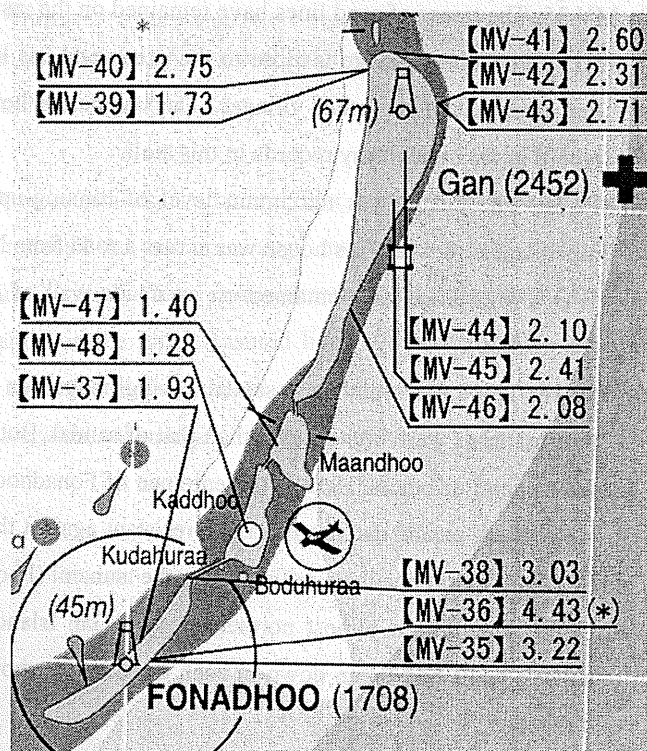 *
【MV-40】 2.75
【MV-39】 1.73
【MV-41】 2.60
【MV-42】 2.31
【MV-43】 2.71
(67m)
Gan (2452)
【MV-47】 1.40
【MV-48】 1.28
【MV-37】 1.93
【MV-44】 2.10
【MV-45】 2.41
【MV-46】 2.08
Maandhoo
Kaddhoo
a
Kudahuraa
Boduhuraa
(45m)
【MV-38】 3.03
【MV-36】 4.43(*)
【MV-35】 3.22
FONADHOO (1708)